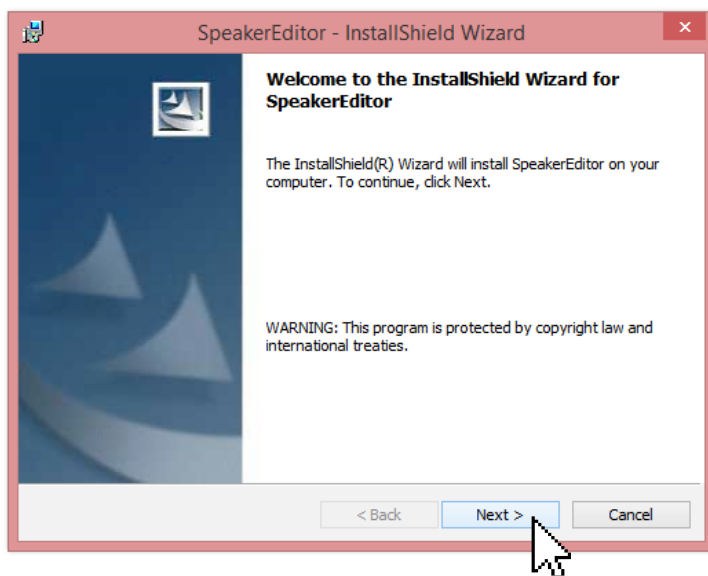 SpeakerEditor - InstallShield Wizard
Welcome to the InstallShield Wizard for
SpeakerEditor
The InstallShield(R) Wizard will install SpeakerEditor on your
computer. To continue, click Next.
WARNING: This program is protected by copyright law and
international treaties.
< Back Next > Cancel